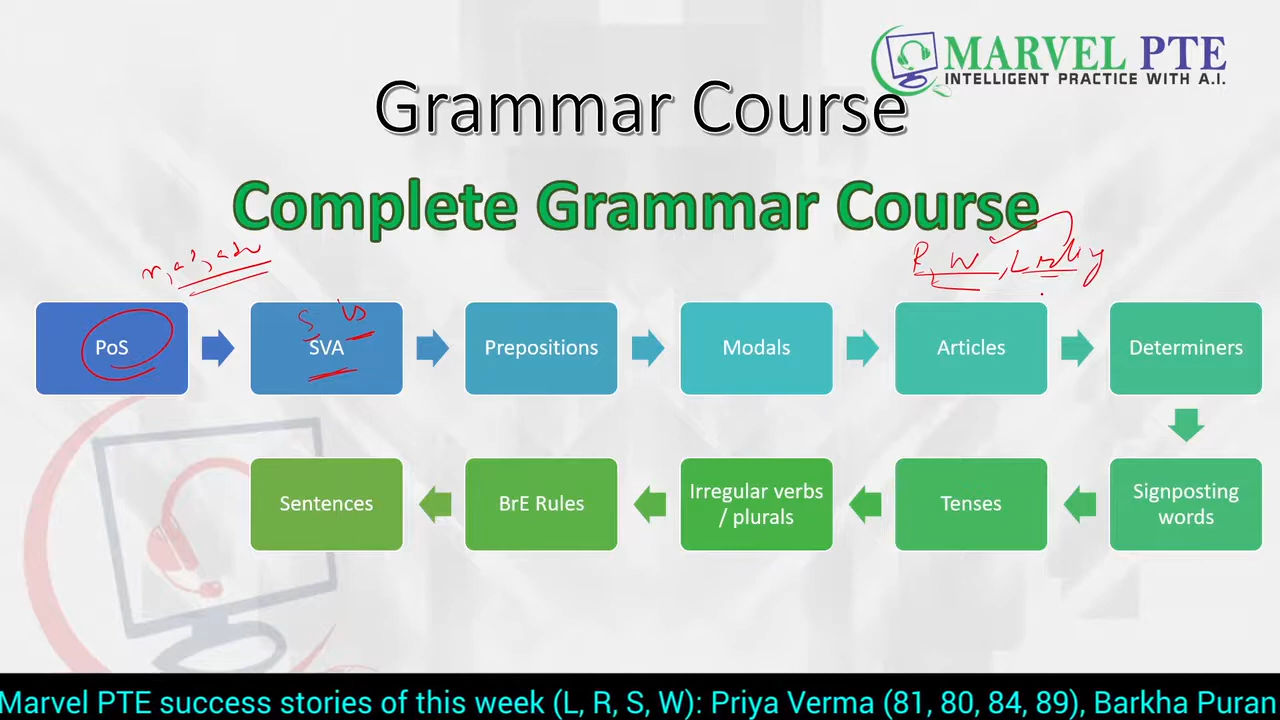 MARVEL PTE
INTELLIGENT PRACTICE WITH A.I.
Grammar Course
Complete Grammar Course
PoS
SVA
Prepositions
Modals
Articles
Determiners
Sentences
BrE Rules
Irregular verbs
/ plurals
Tenses
Signposting
words
Marvel PTE success stories of this week (L, R, S, W): Priya Verma (81, 80, 84, 89), Barkha Puran